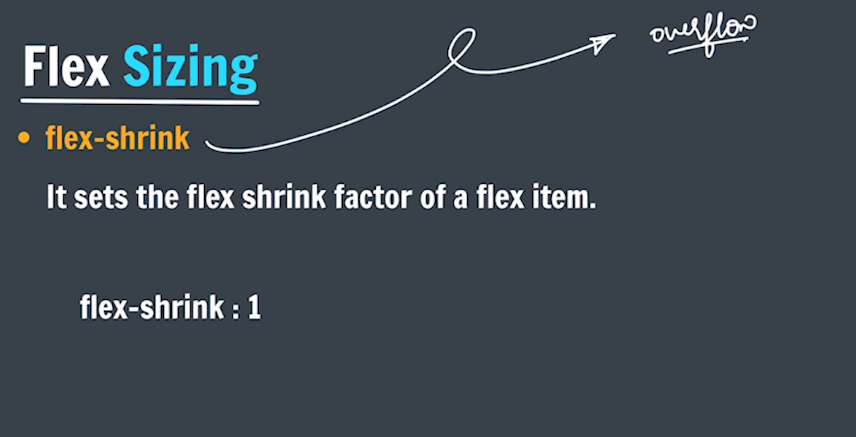 Flex Sizing
overflow
• flex-shrink
It sets the flex shrink factor of a flex item.
flex-shrink : 1